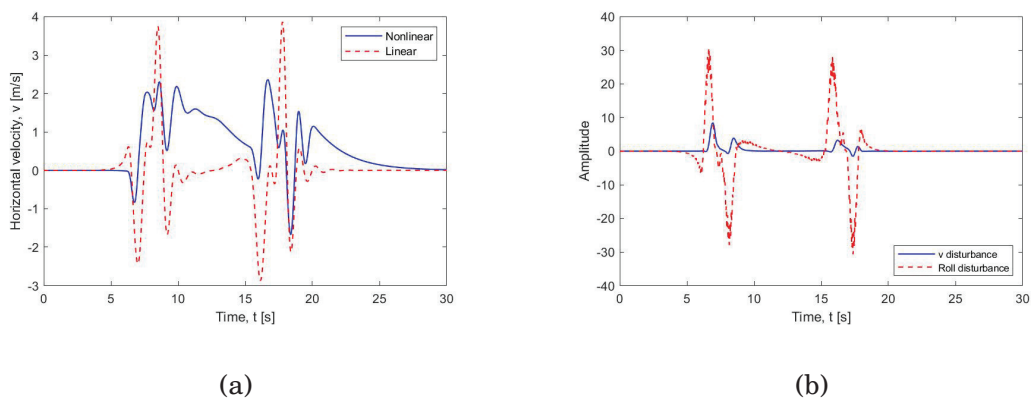 4
3
2
1
0
-1
-2
-3
Horizontal velocity, v [m/s]
Nonlinear
Linear
0 5 10 15 20 25 30
Time, t [s]
(a)
40
30
20
10
0
-10
-20
-30
-40
Amplitude
v disturbance
Roll disturbance
0 5 10 15 20 25 30
Time, t [s]
(b)